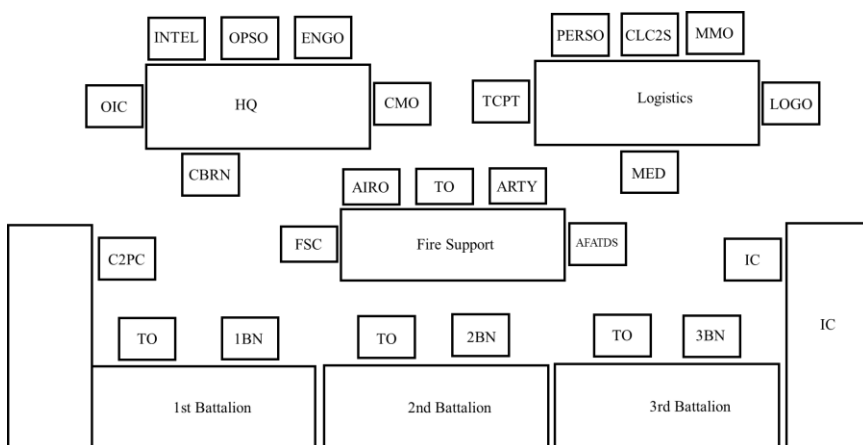 INTEL
OPSO
ENGO
OIC
HQ
CMO
CBRN
PERSO
CLC2S
MMO
TCPT
Logistics
LOGO
MED
AIRO
TO
ARTY
FSC
Fire Support
AFATDS
C2PC
IC
IC
TO
1BN
TO
2BN
TO
3BN
1st Battalion
2nd Battalion
3rd Battalion